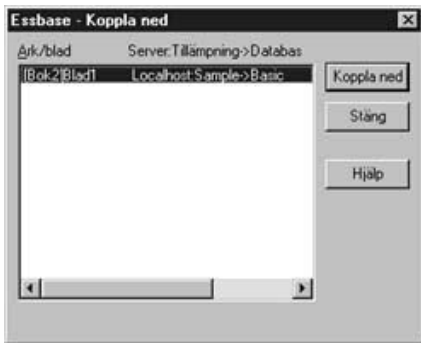 Essbase - Koppla ned
Ark/blad Server:Tillämpning->Databas
[Bok2]Blad1 Localhost:Sample->Basic
Koppla ned
Stäng
Hjälp